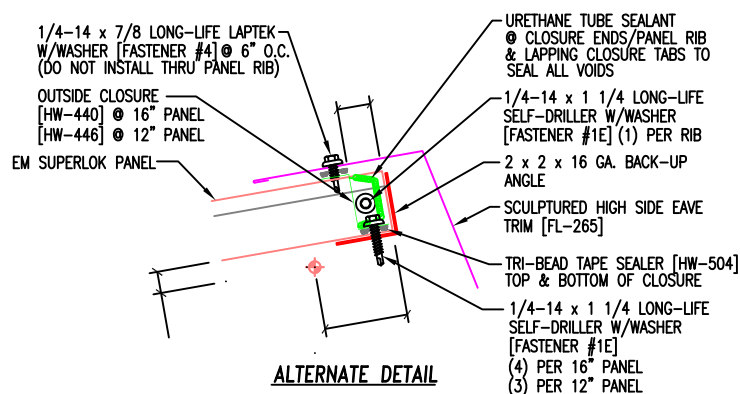 1/4-14 x 7/8 LONG-LIFE LAPTEK
W/WASHER [FASTENER #4] @ 6" O.C.
(DO NOT INSTALL THRU PANEL RIB)
OUTSIDE CLOSURE
[HW-440] @ 16" PANEL
[HW-446] @ 12" PANEL
EM SUPERLOK PANEL
URETHANE TUBE SEALANT
@ CLOSURE ENDS/PANEL RIB
& LAPPING CLOSURE TABS TO
SEAL ALL VOIDS
1/4-14 x 1 1/4 LONG-LIFE
SELF-DRILLER W/WASHER
[FASTENER #1E] (1) PER RIB
2 x 2 x 16 GA. BACK-UP
ANGLE
SCULPTURED HIGH SIDE EAVE
TRIM [FL-265]
TRI-BEAD TAPE SEALER [HW-504]
TOP & BOTTOM OF CLOSURE
1/4-14 x 1 1/4 LONG-LIFE
SELF-DRILLER W/WASHER
[FASTENER #1E]
(4) PER 16" PANEL
(3) PER 12" PANEL
ALTERNATE DETAIL